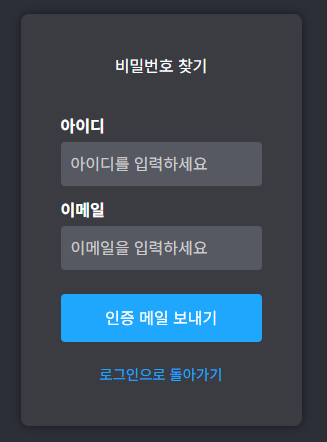 비밀번호 찾기
아이디
아이디를 입력하세요
이메일
이메일을 입력하세요
인증 메일 보내기
로그인으로 돌아가기